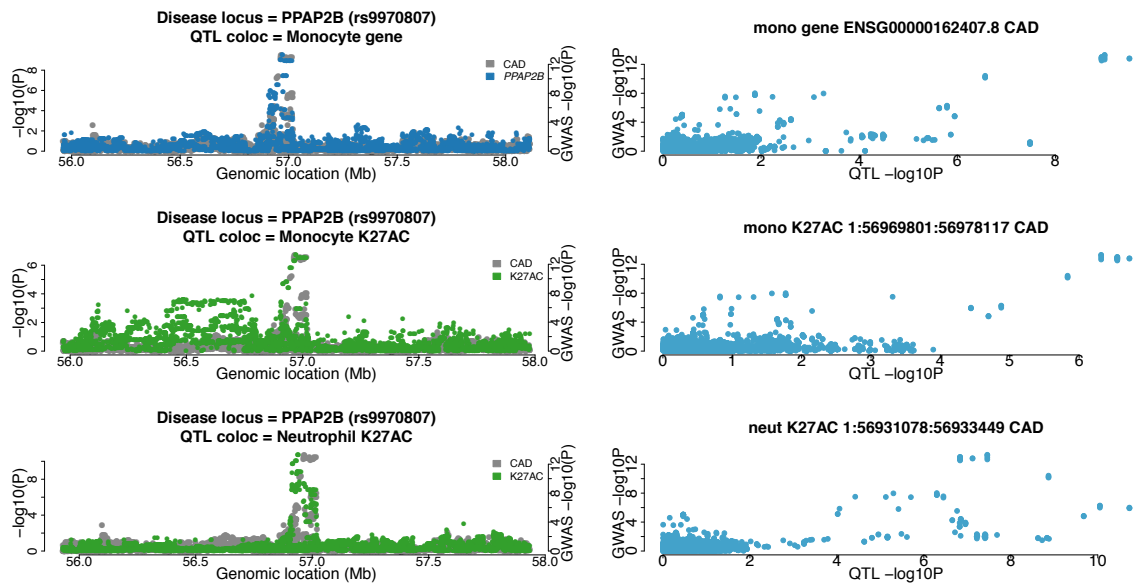 Disease locus = PPAP2B (rs9970807)
QTL coloc = Monocyte gene
−log10(P)
0 2 4 6 8
GWAS −log10(P)
0 4 8 12
CAD
PPAP2B
56.0 56.5 57.0 57.5 58.0
Genomic location (Mb)
mono gene ENSG00000162407.8 CAD
GWAS −log10P
0 4 8 12
0 2 4 6 8
QTL −log10P
Disease locus = PPAP2B (rs9970807)
QTL coloc = Monocyte K27AC
−log10(P)
0 2 4 6
GWAS −log10(P)
0 4 8 12
CAD
K27AC
56.0 56.5 57.0 57.5 58.0
Genomic location (Mb)
mono K27AC 1:56969801:56978117 CAD
GWAS −log10P
0 4 8 12
0 1 2 3 4 5 6
QTL −log10P
Disease locus = PPAP2B (rs9970807)
QTL coloc = Neutrophil K27AC
−log10(P)
0 4 8
GWAS −log10(P)
0 4 8 12
CAD
K27AC
56.0 56.5 57.0 57.5 58.0
Genomic location (Mb)
neut K27AC 1:56931078:56933449 CAD
GWAS −log10P
0 4 8 12
0 2 4 6 8 10
QTL −log10P